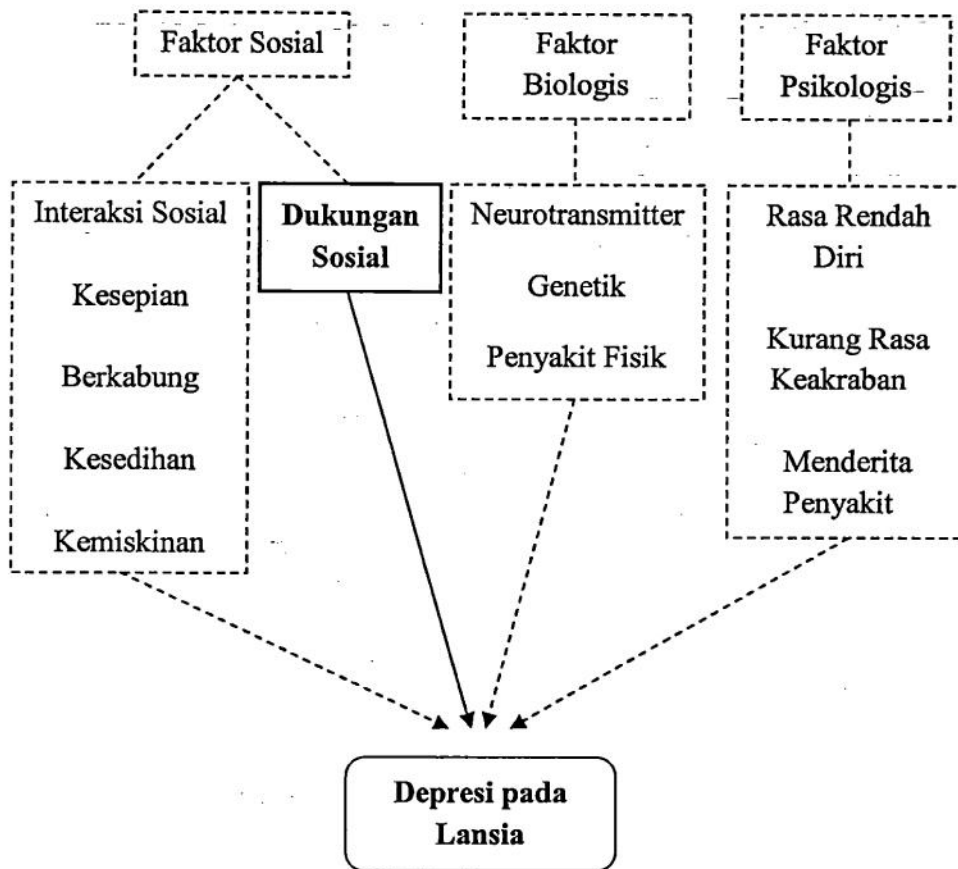 Faktor Sosial
Faktor
Biologis
Faktor
Psikologis
Interaksi Sosial
Kesepian
Berkabung
Kesedihan
Kemiskinan
Dukungan
Sosial
Neurotransmitter
Genetik
Penyakit Fisik
Rasa Rendah
Diri
Kurang Rasa
Keakraban
Menderita
Penyakit
Depresi pada
Lansia